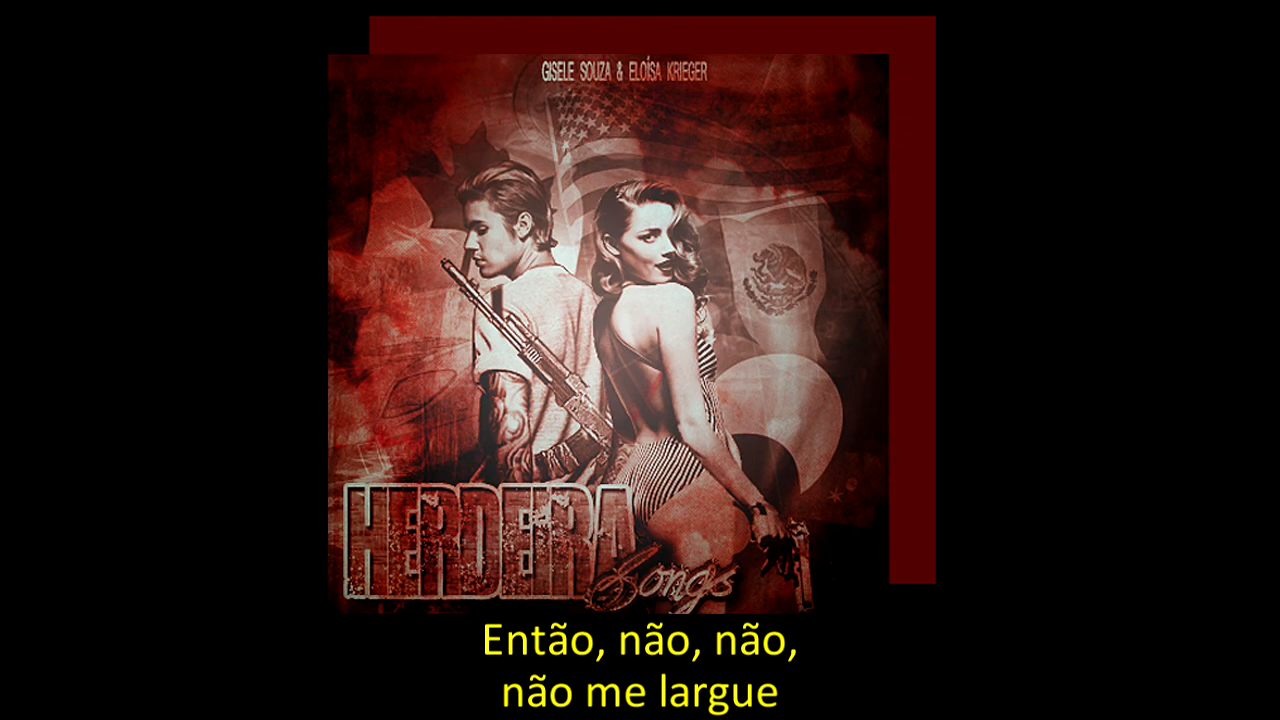 GISELE SOUZA & ELOÍSA KRIEGER
HERDEIRA
Songs
Então, não, não,
não me largue